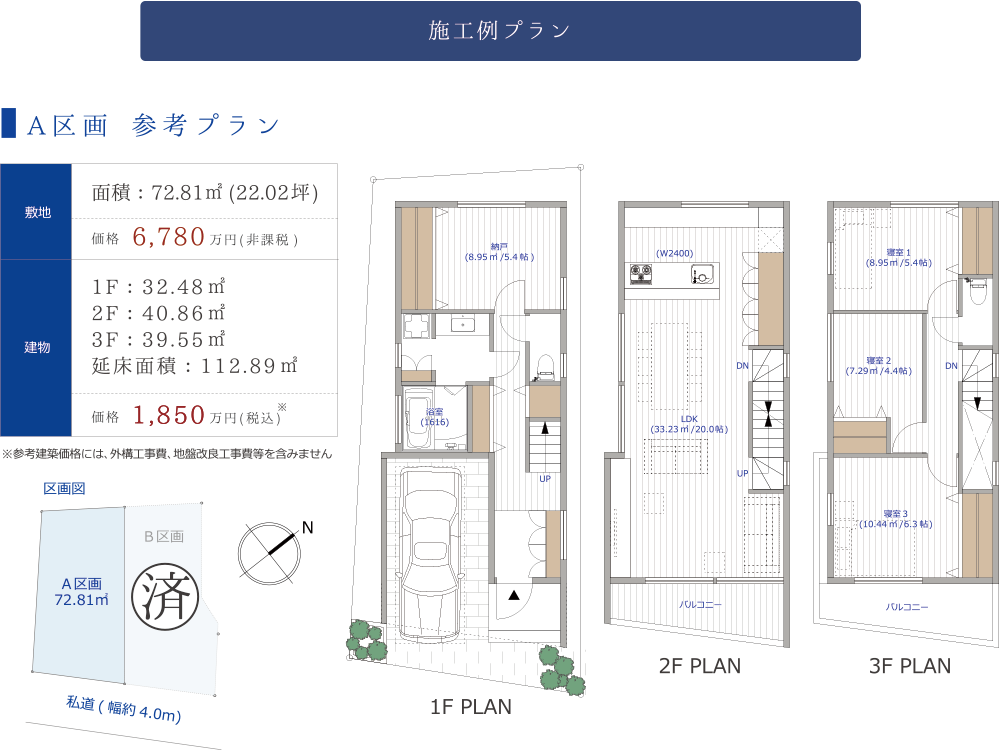 施工例プラン
A区画 参考プラン
敷地
面積：72.81㎡ (22.02坪)
価格 6,780 万円(非課税)
建物
1F：32.48㎡
2F：40.86㎡
3F：39.55㎡
延床面積：112.89㎡
価格 1,850 万円(税込)※
※参考建築価格には、外構工事費、地盤改良工事費等を含みません
区画図
B区画
済
A区画
72.81㎡
私道 ( 幅約 4.0m)
N
納戸
(8.95㎡/5.4帖)
浴室
(1616)
UP
1F PLAN
(W2400)
DN
LDK
(33.23㎡/20.0帖)
UP
バルコニー
2F PLAN
寝室1
(8.95㎡/5.4帖)
寝室2
(7.29㎡/4.4帖)
DN
寝室3
(10.44㎡/6.3帖)
バルコニー
3F PLAN